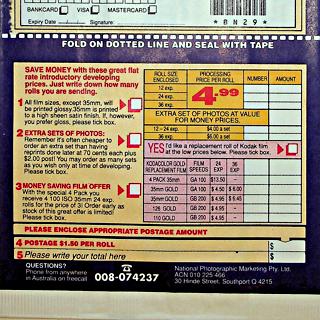 BANKCARD VISA MASTERCARD
Expiry Date Signature:
*BN29*
FOLD ON DOTTED LINE AND SEAL WITH TAPE
SAVE MONEY with these great flat
rate introductory developing
prices. Just write down how many
rolls you are sending.
1 All film sizes, except 35mm, will
be printed glossy. 35mm is printed
to a high sheen satin finish. If, however,
you prefer gloss, please tick box.
2 EXTRA SETS OF PHOTOS:
Remember it's often cheaper to
order an extra set than having
reprints done later at 50 cents each plus
$2.00 post! You may order as many sets
as you wish only at time of developing.
Please tick box.
3 MONEY SAVING FILM OFFER
With the special 4 Pack you
receive 4 100 ISO 35mm 24 exp.
rolls for the price of 3! Order early as
stock of this great offer is limited!
Please Tick box.
ROLL SIZE ENCLOSED
PROCESSING PRICE PER ROLL
NUMBER
AMOUNT
12 exp.
24 exp.
36 exp.
4.99
EXTRA SET OF PHOTOS AT VALUE
FOR MONEY PRICES.
12 - 24 exp. $4.00 a set
36 exp. $5.00 a set
YES I'd like a replacement roll of Kodak film
at the low prices below. Please tick box.
KODACOLOR GOLD REPLACEMENT FILM
FILM SPEEDS
24 EXP
36 EXP
4 PACK 35mm GA 100 $13.50 -
35mm GOLD GA 100 $4.50 $6.00
35mm GOLD GB 200 $4.95 $6.45
126 GOLD GB 200 $4.95 -
110 GOLD GB 200 $4.95 -
PLEASE ENCLOSE APPROPRIATE POSTAGE AMOUNT
4 POSTAGE $1.50 PER ROLL $
5 Please write your total here $
QUESTIONS?
Phone from anywhere
in Australia on freecall
008-074237
National Photographic Marketing Pty. Ltd.
ACN 010 225 466
30 Hinde Street, Southport Q 4215